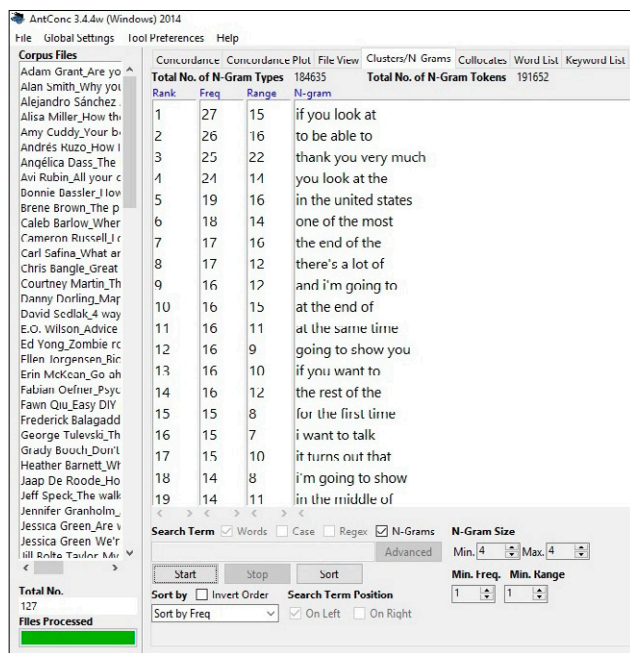 AntConc 3.4.4w (Windows) 2014
File Global Settings Tool Preferences Help
Corpus Files
Adam Grant_Are yo
Alan Smith_Why you
Alejandro Sánchez
Alisa Miller_How the
Amy Cuddy_Your b
Andrés Ruzo_How I
Angélica Dass_The
Avi Rubin_All your c
Bonnie Bassler_How
Brene Brown_The p
Caleb Barlow_Wher
Cameron Russell_Lo
Carl Safina_What ar
Chris Bangle_Great
Courtney Martin_Th
Danny Dorling_Map
David Sedlak_4 way
E.O. Wilson_Advice
Ed Yong_Zombie ro
Ellen Jorgensen_Bio
Erin McKean_Go ah
Fabian Oefner_Psyc
Fawn Qiu_Easy DIY
Frederick Balagadd
George Tulevski_Th
Grady Booch_Don't
Heather Barnett_Wh
Jaap De Roode_Ho
Jeff Speck_The walk
Jennifer Granholm_
Jessica Green_Are w
Jessica Green We'r
Jill Bolte Taylor_My
Total No.
127
Files Processed
Concordance Concordance Plot File View Clusters/N-Grams Collocates Word List Keyword List
Total No. of N-Gram Types 184635 Total No. of N-Gram Tokens 191652
Rank Freq Range N-gram
1 27 15 if you look at
2 26 16 to be able to
3 25 22 thank you very much
4 24 14 you look at the
5 19 16 in the united states
6 18 14 one of the most
7 17 16 the end of the
8 17 12 there's a lot of
9 16 12 and i'm going to
10 16 15 at the end of
11 16 11 at the same time
12 16 9 going to show you
13 16 10 if you want to
14 16 12 the rest of the
15 15 8 for the first time
16 15 7 i want to talk
17 15 10 it turns out that
18 14 8 i'm going to show
19 14 11 in the middle of
Search Term Words Case Regex N-Grams N-Gram Size
Advanced Min. 4 Max. 4
Start Stop Sort Min. Freq. Min. Range
Sort by Invert Order Search Term Position 1 1
Sort by Freq On Left On Right